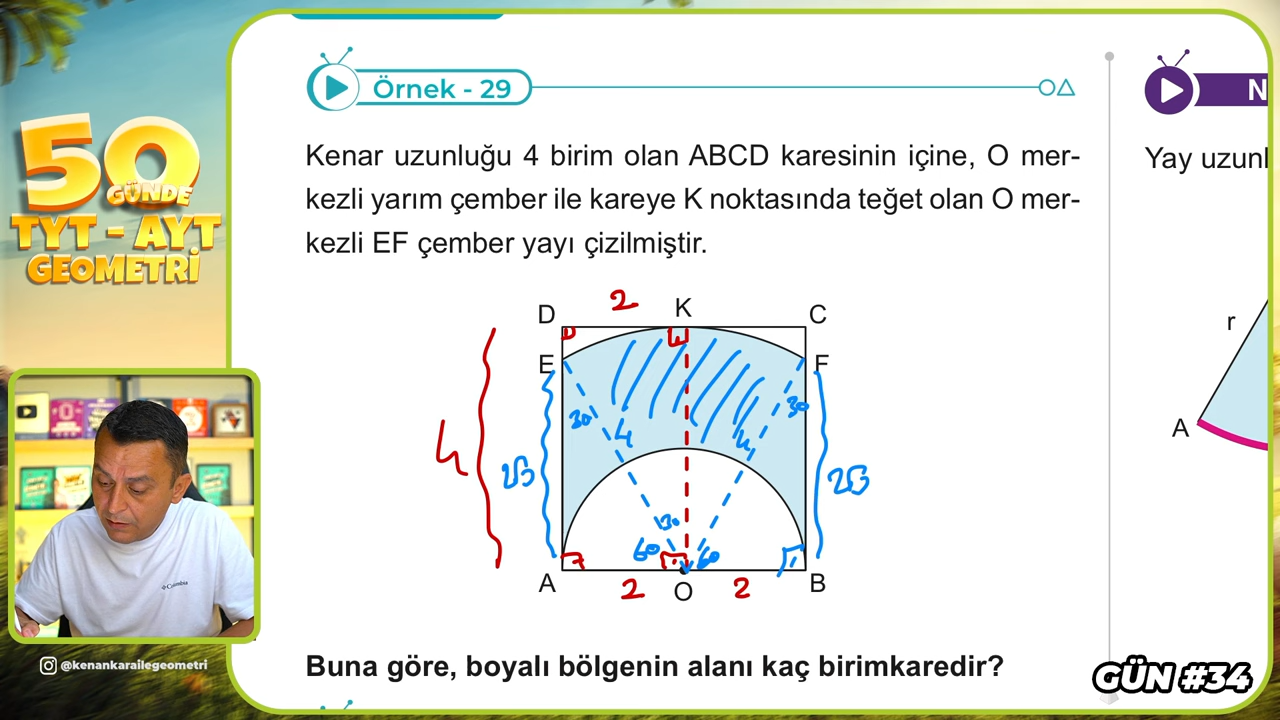 50
GÜNDE
TYT - AYT
GEOMETRİ
Örnek - 29
Kenar uzunluğu 4 birim olan ABCD karesinin içine, O mer-
kezli yarım çember ile kareye K noktasında teğet olan O mer-
kezli EF çember yayı çizilmiştir.
2
D K C
E F
30 30
4 4
4
2√3 2√3
30
60 60
A O B
2 2
Buna göre, boyalı bölgenin alanı kaç birimkaredir?
N
Yay uzunl
r
A
Columbia
@kenankarailegeometri
GÜN #34